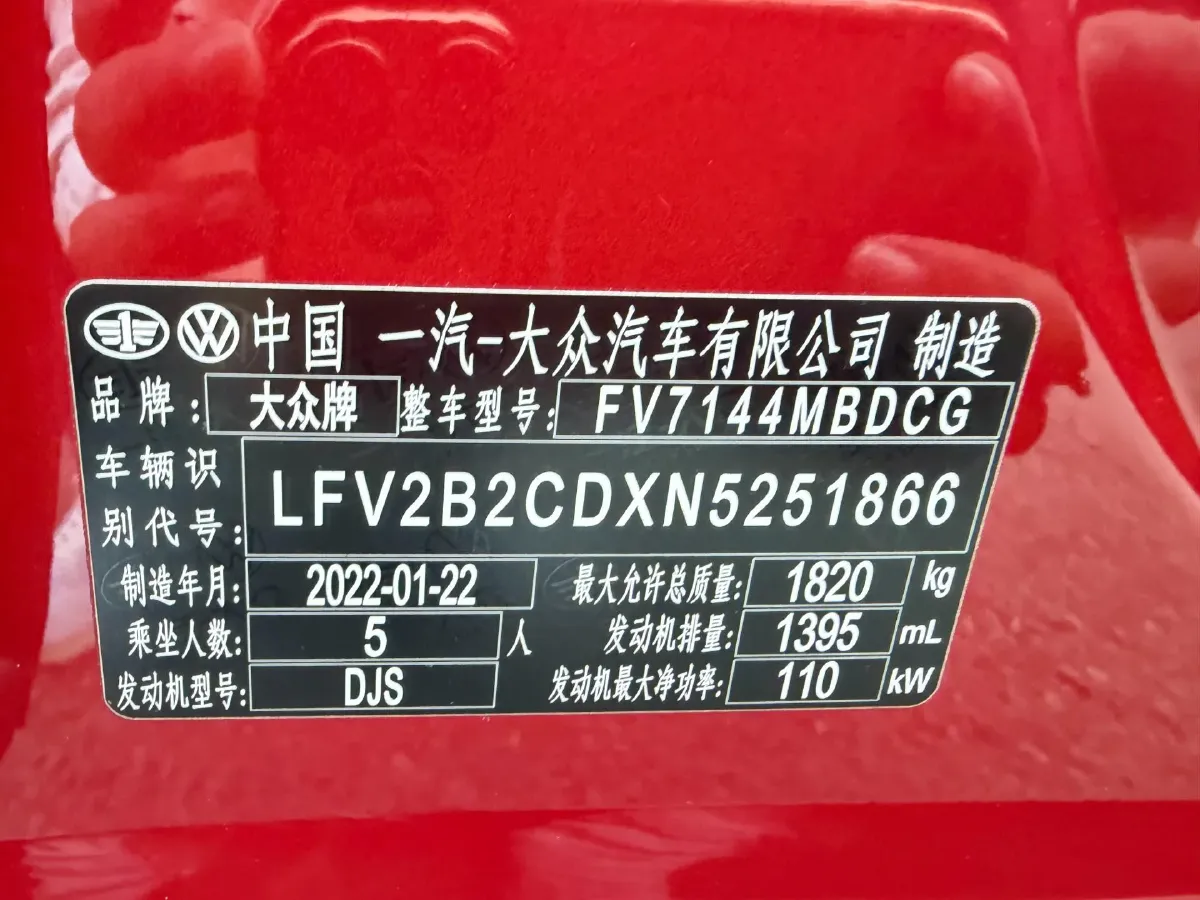 中国 一汽-大众汽车有限公司 制造
品牌: 大众牌 整车型号: FV7144MBDCG
车辆识别代号: LFV2B2CDXN5251866
制造年月: 2022-01-22 最大允许总质量: 1820 kg
乘坐人数: 5 人 发动机排量: 1395 mL
发动机型号: DJS 发动机最大净功率: 110 kW